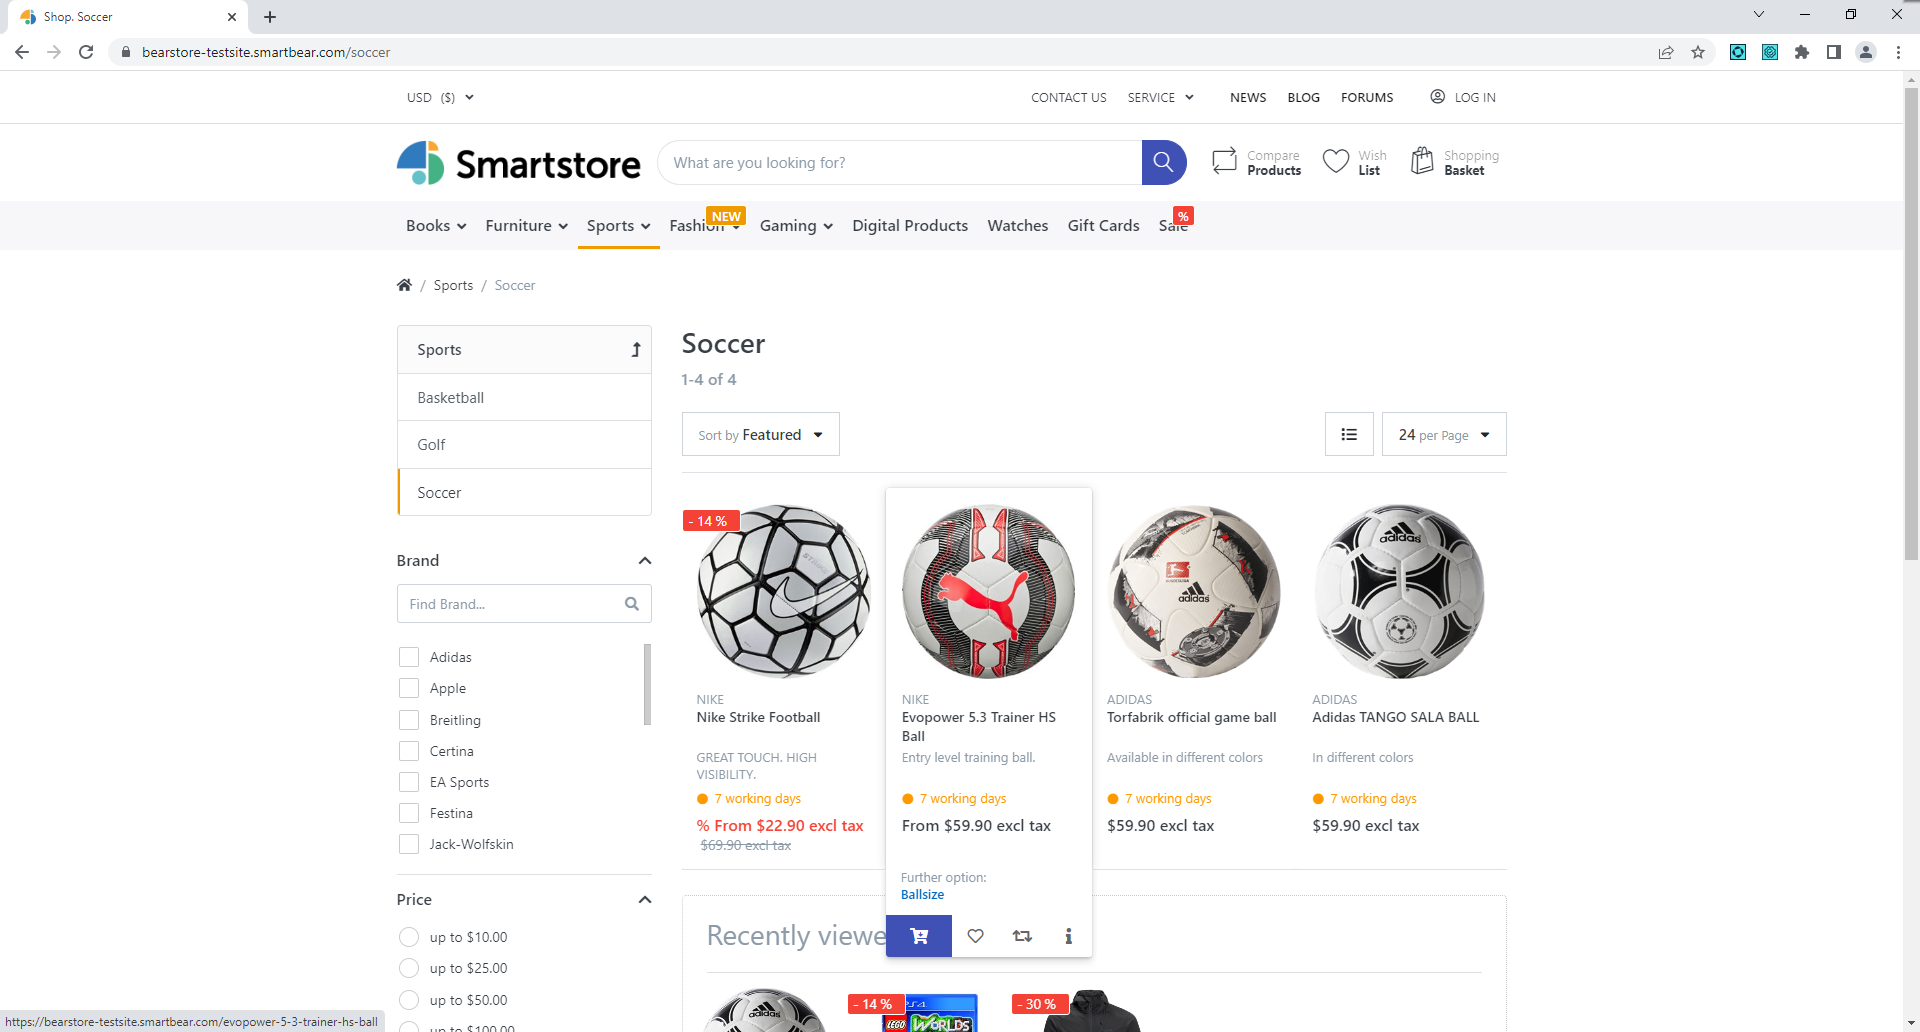 Shop. Soccer
bearstore-testsite.smartbear.com/soccer
USD ($)
CONTACT US
SERVICE
NEWS
BLOG
FORUMS
LOG IN
Smartstore
What are you looking for?
Compare
Products
Wish
List
Shopping
Basket
Books
Furniture
Sports
Fashion
NEW
Gaming
Digital Products
Watches
Gift Cards
Sale
%
/ Sports / Soccer
Sports
Basketball
Golf
Soccer
Brand
Find Brand...
Adidas
Apple
Breitling
Certina
EA Sports
Festina
Jack-Wolfskin
Price
up to $10.00
up to $25.00
up to $50.00
up to $100.00
Soccer
1-4 of 4
Sort by Featured
24 per Page
- 14 %
NIKE
Nike Strike Football
GREAT TOUCH. HIGH
VISIBILITY.
7 working days
% From $22.90 excl tax
$69.90 excl tax
NIKE
Evopower 5.3 Trainer HS
Ball
Entry level training ball.
7 working days
From $59.90 excl tax
Further option:
Ballsize
adidas
ADIDAS
Torfabrik official game ball
Available in different colors
7 working days
$59.90 excl tax
adidas
ADIDAS
Adidas TANGO SALA BALL
In different colors
7 working days
$59.90 excl tax
Recently viewe
adidas
- 14 %
PS4
LEGO
WORLDS
- 30 %
https://bearstore-testsite.smartbear.com/evopower-5-3-trainer-hs-ball